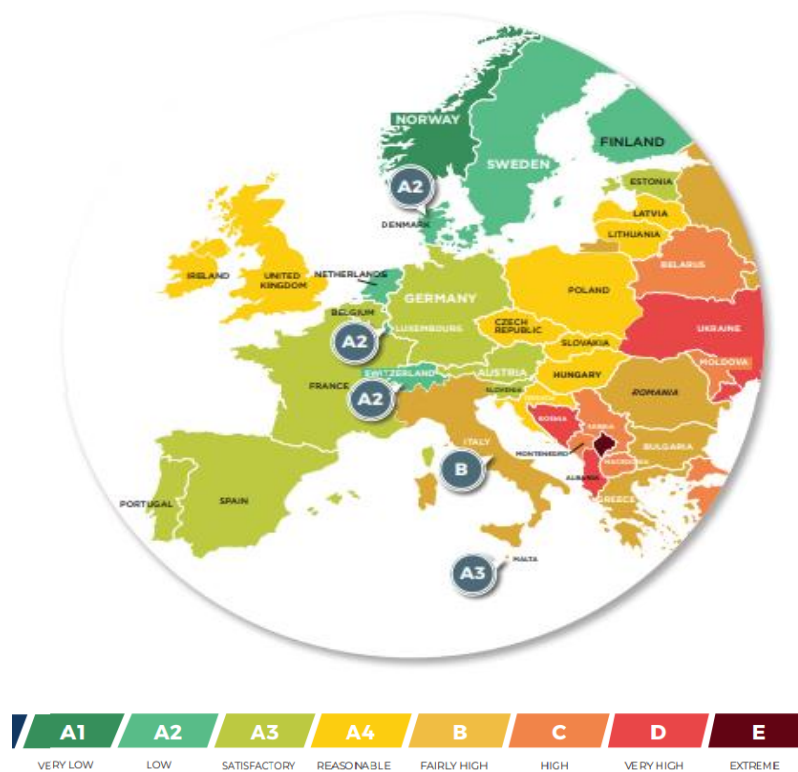 NORWAY
FINLAND
SWEDEN
A2
ESTONIA
DENMARK
LATVIA
LITHUANIA
IRELAND
UNITED
KINGDOM
NETHERLANDS
BELARUS
GERMANY
POLAND
BELGIUM
LUXEMBOURG
CZECH
REPUBLIC
UKRAINE
A2
SLOVAKIA
MOLDOVA
SWITZERLAND
AUSTRIA
HUNGARY
FRANCE
A2
SLOVENIA
CROATIA
ROMANIA
BOSNIA
SERBIA
ITALY
MONTENEGRO
BULGARIA
B
MACEDONIA
ALBANIA
PORTUGAL
SPAIN
GREECE
MALTA
A3
A1 A2 A3 A4 B C D E
VERY LOW LOW SATISFACTORY REASONABLE FAIRLY HIGH HIGH VERY HIGH EXTREME